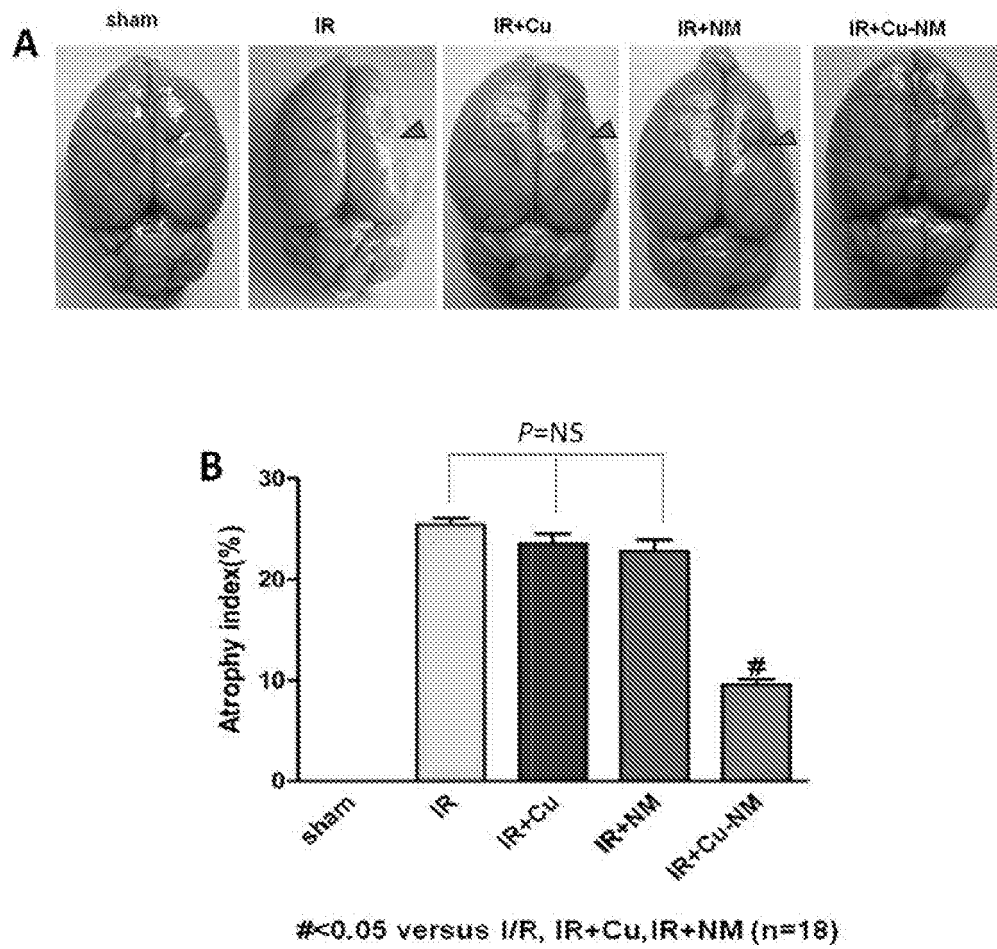 A
sham
IR
IR+Cu
IR+NM
IR+Cu-NM
B
P=NS
Atrophy index(%)
30
20
10
0
#
sham
IR
IR+Cu
IR+NM
IR+Cu-NM
#<0.05 versus I/R, IR+Cu,IR+NM (n=18)